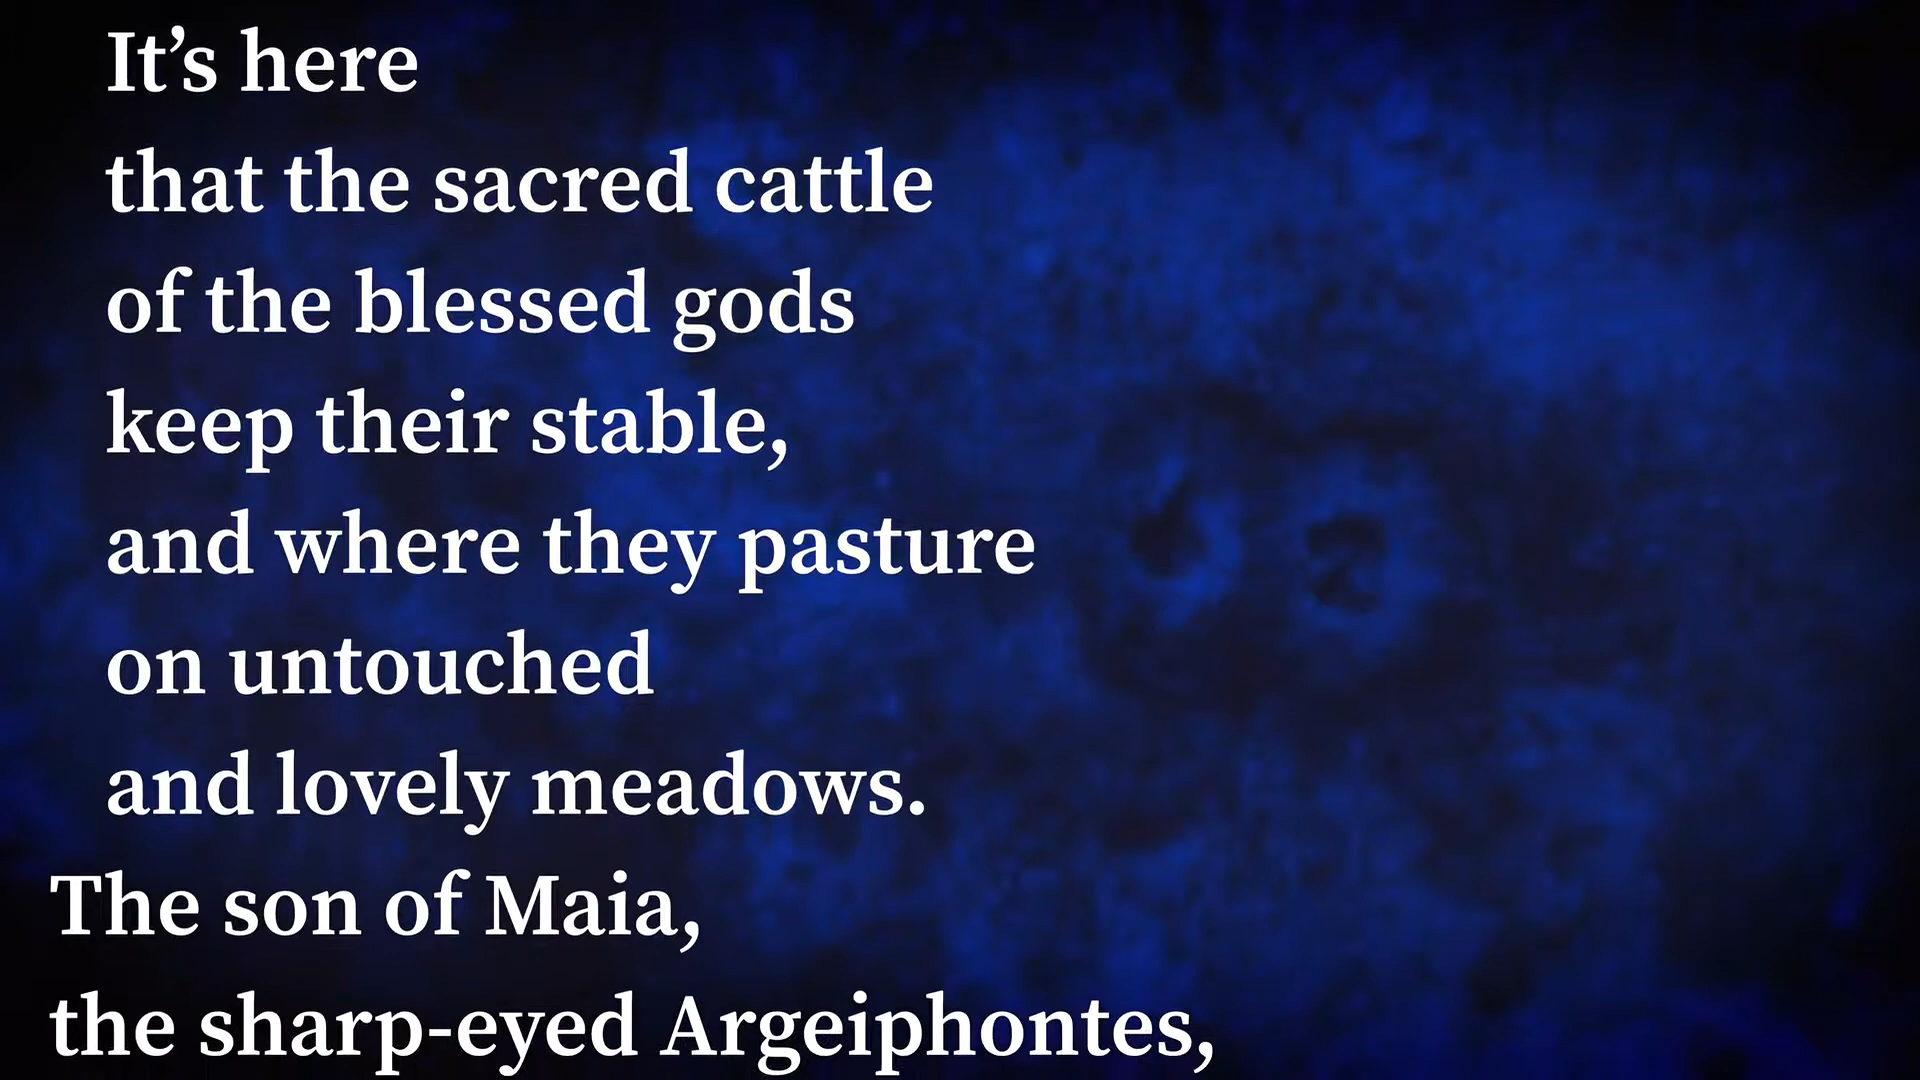 It’s here
that the sacred cattle
of the blessed gods
keep their stable,
and where they pasture
on untouched
and lovely meadows.
The son of Maia,
the sharp-eyed Argeiphontes,